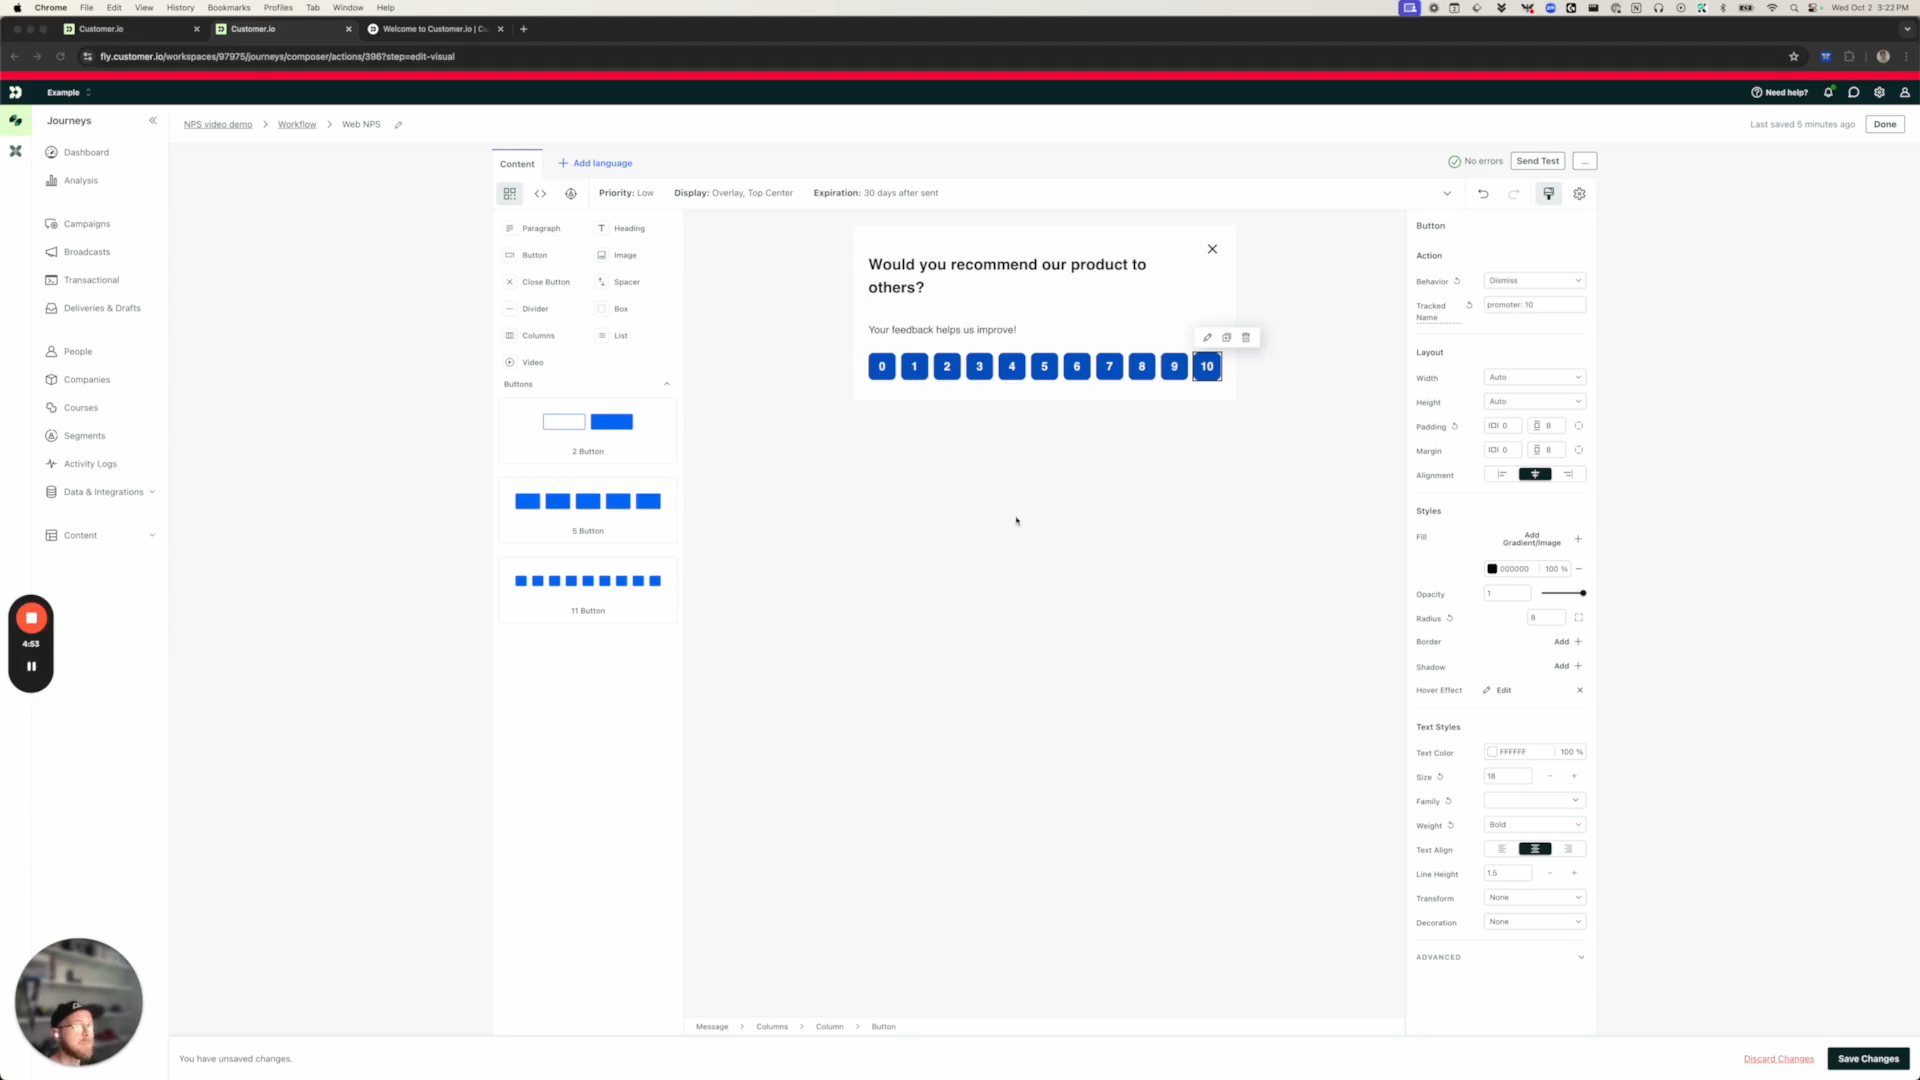 Chrome File Edit View History Bookmarks Profiles Tab Window Help Wed Oct 2 3:22 PM
Customer.io Customer.io Welcome to Customer.io | Cu
fly.customer.io/workspaces/97975/journeys/composer/actions/396?step=edit-visual
Example Need help?
Journeys
NPS video demo > Workflow > Web NPS Last saved 5 minutes ago Done
Dashboard
Analysis
Campaigns
Broadcasts
Transactional
Deliveries & Drafts
People
Companies
Courses
Segments
Activity Logs
Data & Integrations
Content
4:53
Content + Add language No errors Send Test ...
Priority: Low Display: Overlay, Top Center Expiration: 30 days after sent
Paragraph Heading
Button Image
Close Button Spacer
Divider Box
Columns List
Video
Buttons
2 Button
5 Button
11 Button
Would you recommend our product to
others?
Your feedback helps us improve!
0 1 2 3 4 5 6 7 8 9 10
Message > Columns > Column > Button
Button
Action
Behavior Dismiss
Tracked Name promoter: 10
Layout
Width Auto
Height Auto
Padding 0 8
Margin 0 8
Alignment
Styles
Fill Add Gradient/Image +
000000 100 % −
Opacity 1
Radius 8
Border Add +
Shadow Add +
Hover Effect Edit
Text Styles
Text Color FFFFFF 100 %
Size 18 − +
Family
Weight Bold
Text Align
Line Height 1.5 − +
Transform None
Decoration None
ADVANCED
You have unsaved changes. Discard Changes Save Changes